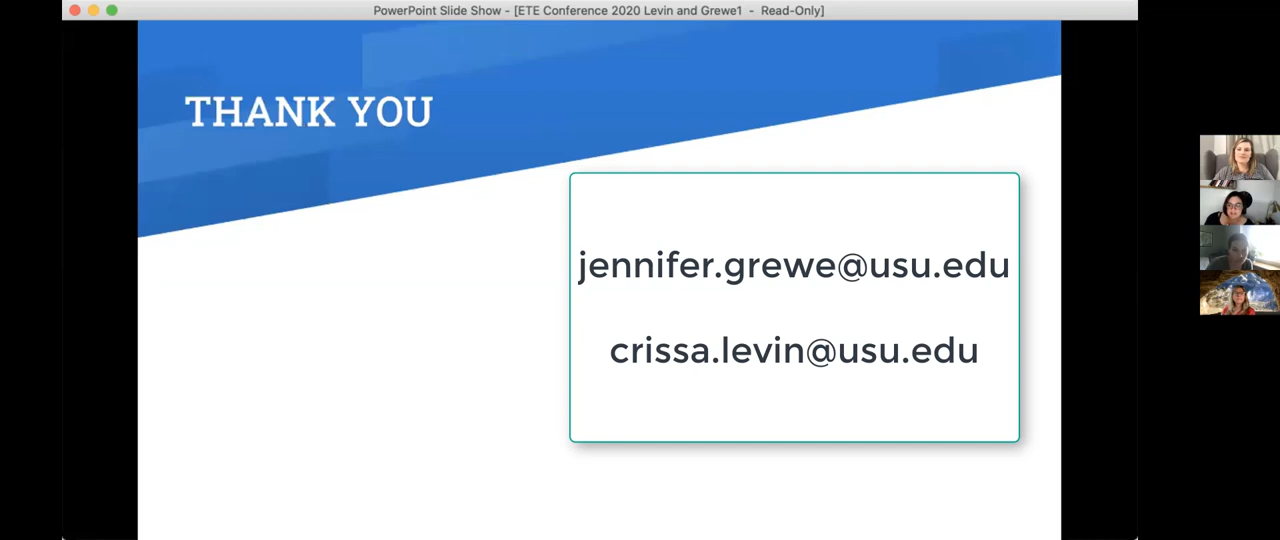 PowerPoint Slide Show - [ETE Conference 2020 Levin and Grewe1 - Read-Only]
THANK YOU
jennifer.grewe@usu.edu
crissa.levin@usu.edu